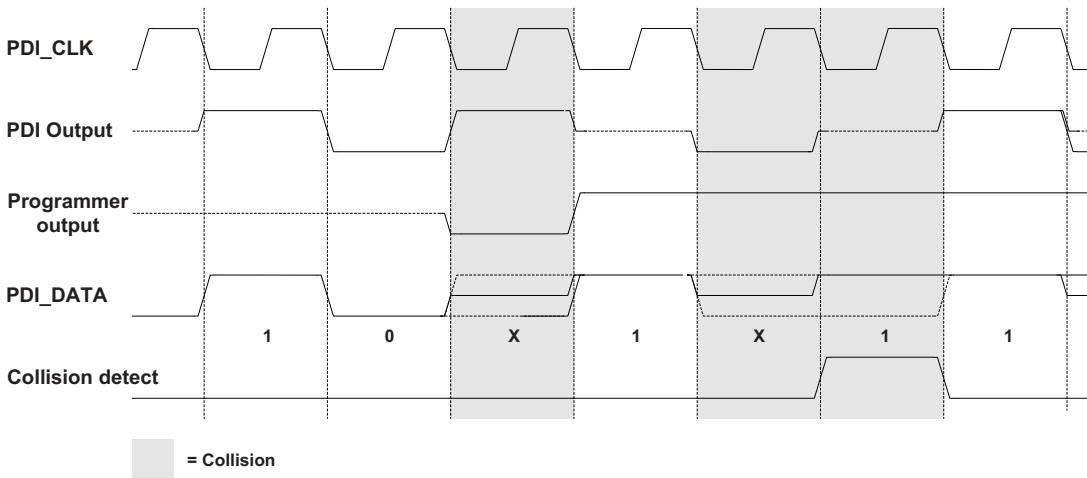 PDI_CLK
PDI Output
Programmer
output
PDI_DATA
1 0 X 1 X 1 1
Collision detect
= Collision